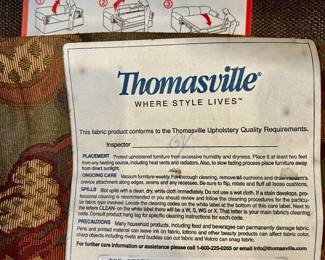 1
2
3
Thomasville®
WHERE STYLE LIVES™
This fabric product conforms to the Thomasville Upholstery Quality Requirements.
Inspector
PLACEMENT Protect upholstered furniture from excessive humidity and dryness. Place it at least two feet
from any heating source, including heat vents and radiators. Also, to slow fading process place furniture away
from direct sunlight.
ONGOING CARE Vacuum furniture weekly. For thorough cleaning, remove cushions and
crevice attachment along edges, seams and any recesses. Be sure to flip, rotate and fluff all loose cushions.
SPILLS Blot spills with a clean, dry, white cloth immediately. Do not use a wet cloth. If a stain develops,
cleaning is recommended or you should review and follow the cleaning procedures for the particu-
lar fabric type involved. Locate the cleaning codes on the white label at the bottom of this care label. Next to
the letters CLEAN- on the white label there will be a W, S, WS or X. That letter is your main fabric's cleaning
code. Consult product hang tag for specific cleaning instructions for each code.
PRECAUTIONS Many household products, including food and beverages can permanently damage fabric.
Pens and printed material can leave ink on fabric, lotions and other beauty products can affect fabric color,
sharp objects including rivets and buckles can cut fabric and Velcro can snag fabric.
For further care information or assistance please call 1-800-225-0265 or email info@thomasville.com